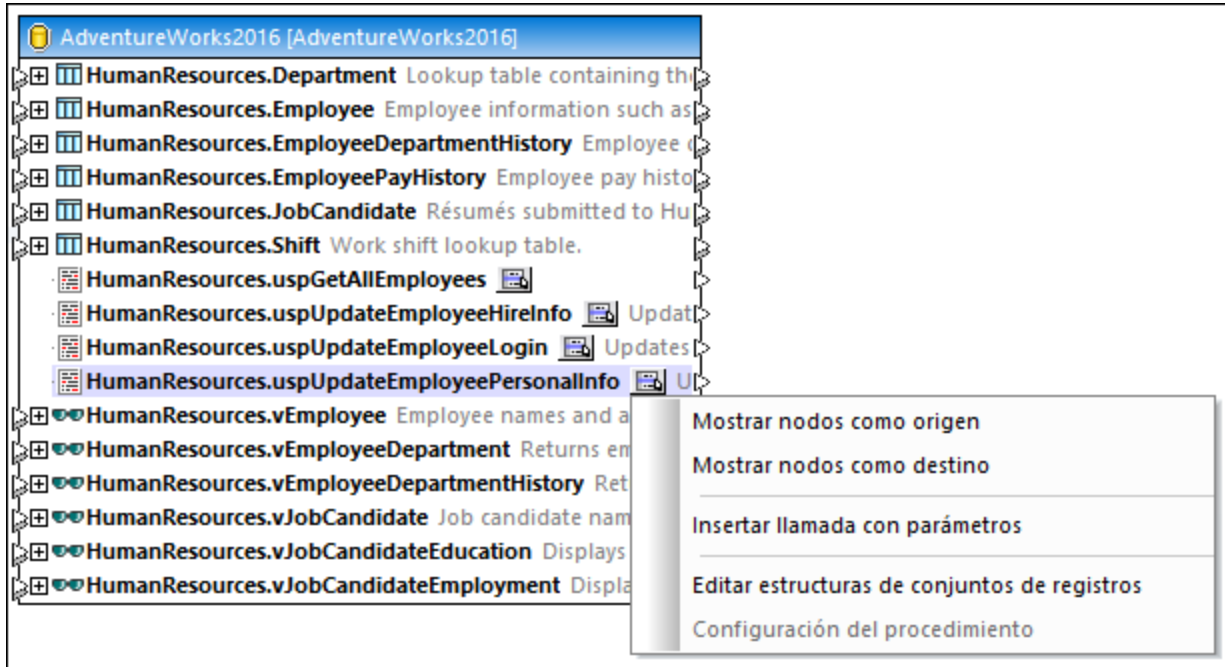 AdventureWorks2016 [AdventureWorks2016]
HumanResources.Department Lookup table containing the
HumanResources.Employee Employee information such as
HumanResources.EmployeeDepartmentHistory Employee
HumanResources.EmployeePayHistory Employee pay histo
HumanResources.JobCandidate Résumés submitted to Hu
HumanResources.Shift Work shift lookup table.
HumanResources.uspGetAllEmployees
HumanResources.uspUpdateEmployeeHireInfo Updat
HumanResources.uspUpdateEmployeeLogin Updates
HumanResources.uspUpdateEmployeePersonalInfo U
HumanResources.vEmployee Employee names and a
HumanResources.vEmployeeDepartment Returns em
HumanResources.vEmployeeDepartmentHistory Ret
HumanResources.vJobCandidate Job candidate nam
HumanResources.vJobCandidateEducation Displays
HumanResources.vJobCandidateEmployment Displa
Mostrar nodos como origen
Mostrar nodos como destino
Insertar llamada con parámetros
Editar estructuras de conjuntos de registros
Configuración del procedimiento